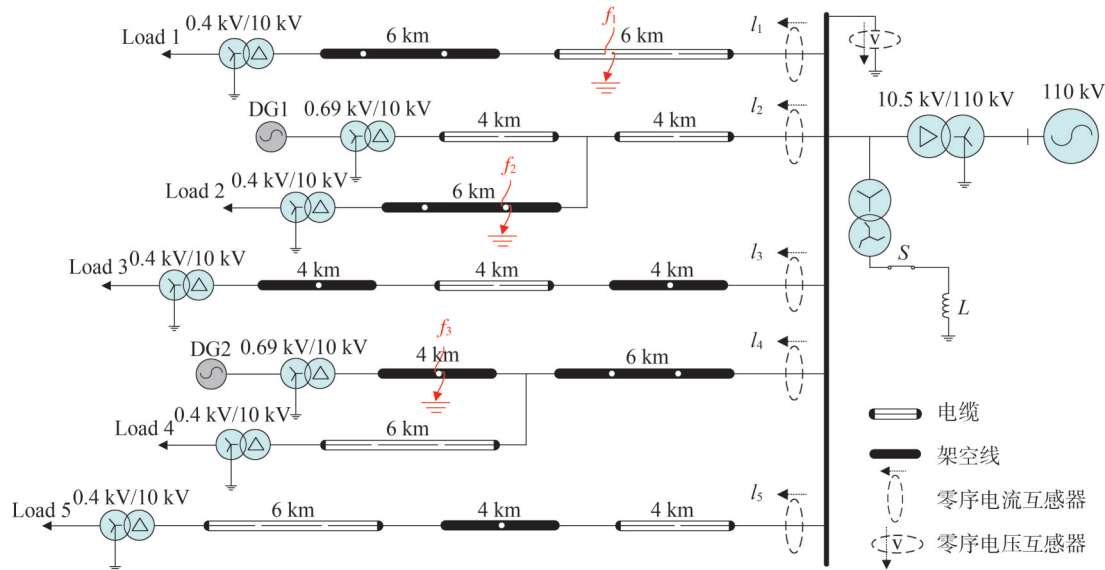 0.4 kV/10 kV
Load 1
6 km
f₁
6 km
l₁
V
DG1
0.69 kV/10 kV
4 km
4 km
l₂
10.5 kV/110 kV
110 kV
Load 2
0.4 kV/10 kV
6 km
f₂
Load 3
0.4 kV/10 kV
4 km
4 km
4 km
l₃
S
L
DG2
0.69 kV/10 kV
4 km
f₃
6 km
l₄
Load 4
0.4 kV/10 kV
6 km
Load 5
0.4 kV/10 kV
6 km
4 km
4 km
l₅
电缆
架空线
零序电流互感器
V
零序电压互感器